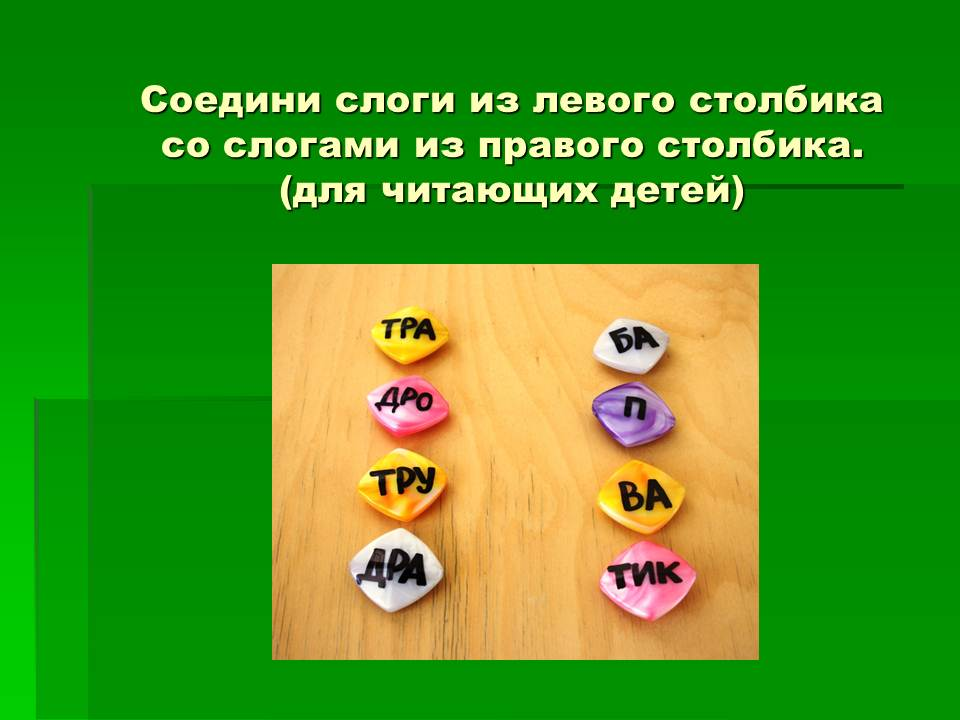 Соедини слоги из левого столбика
со слогами из правого столбика.
(для читающих детей)
ТРА
ДРО
ТРУ
ДРА
БА
П
ВА
ТИК